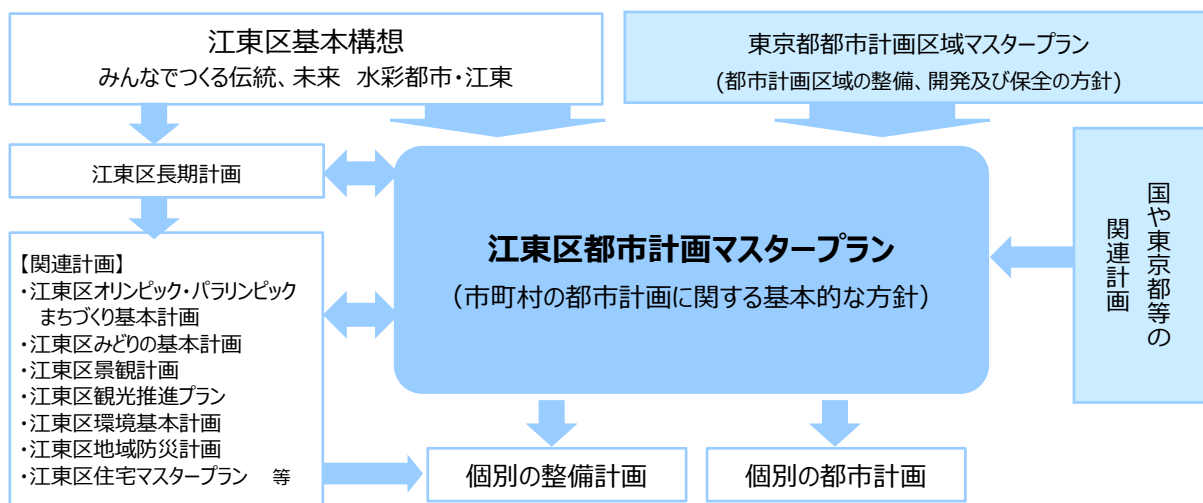 江東区基本構想
みんなでつくる伝統、未来　水彩都市・江東
東京都都市計画区域マスタープラン
(都市計画区域の整備、開発及び保全の方針)
江東区長期計画
江東区都市計画マスタープラン
（市町村の都市計画に関する基本的な方針）
国や東京都等の
関連計画
【関連計画】
・江東区オリンピック・パラリンピック
まちづくり基本計画
・江東区みどりの基本計画
・江東区景観計画
・江東区観光推進プラン
・江東区環境基本計画
・江東区地域防災計画
・江東区住宅マスタープラン　等
個別の整備計画
個別の都市計画